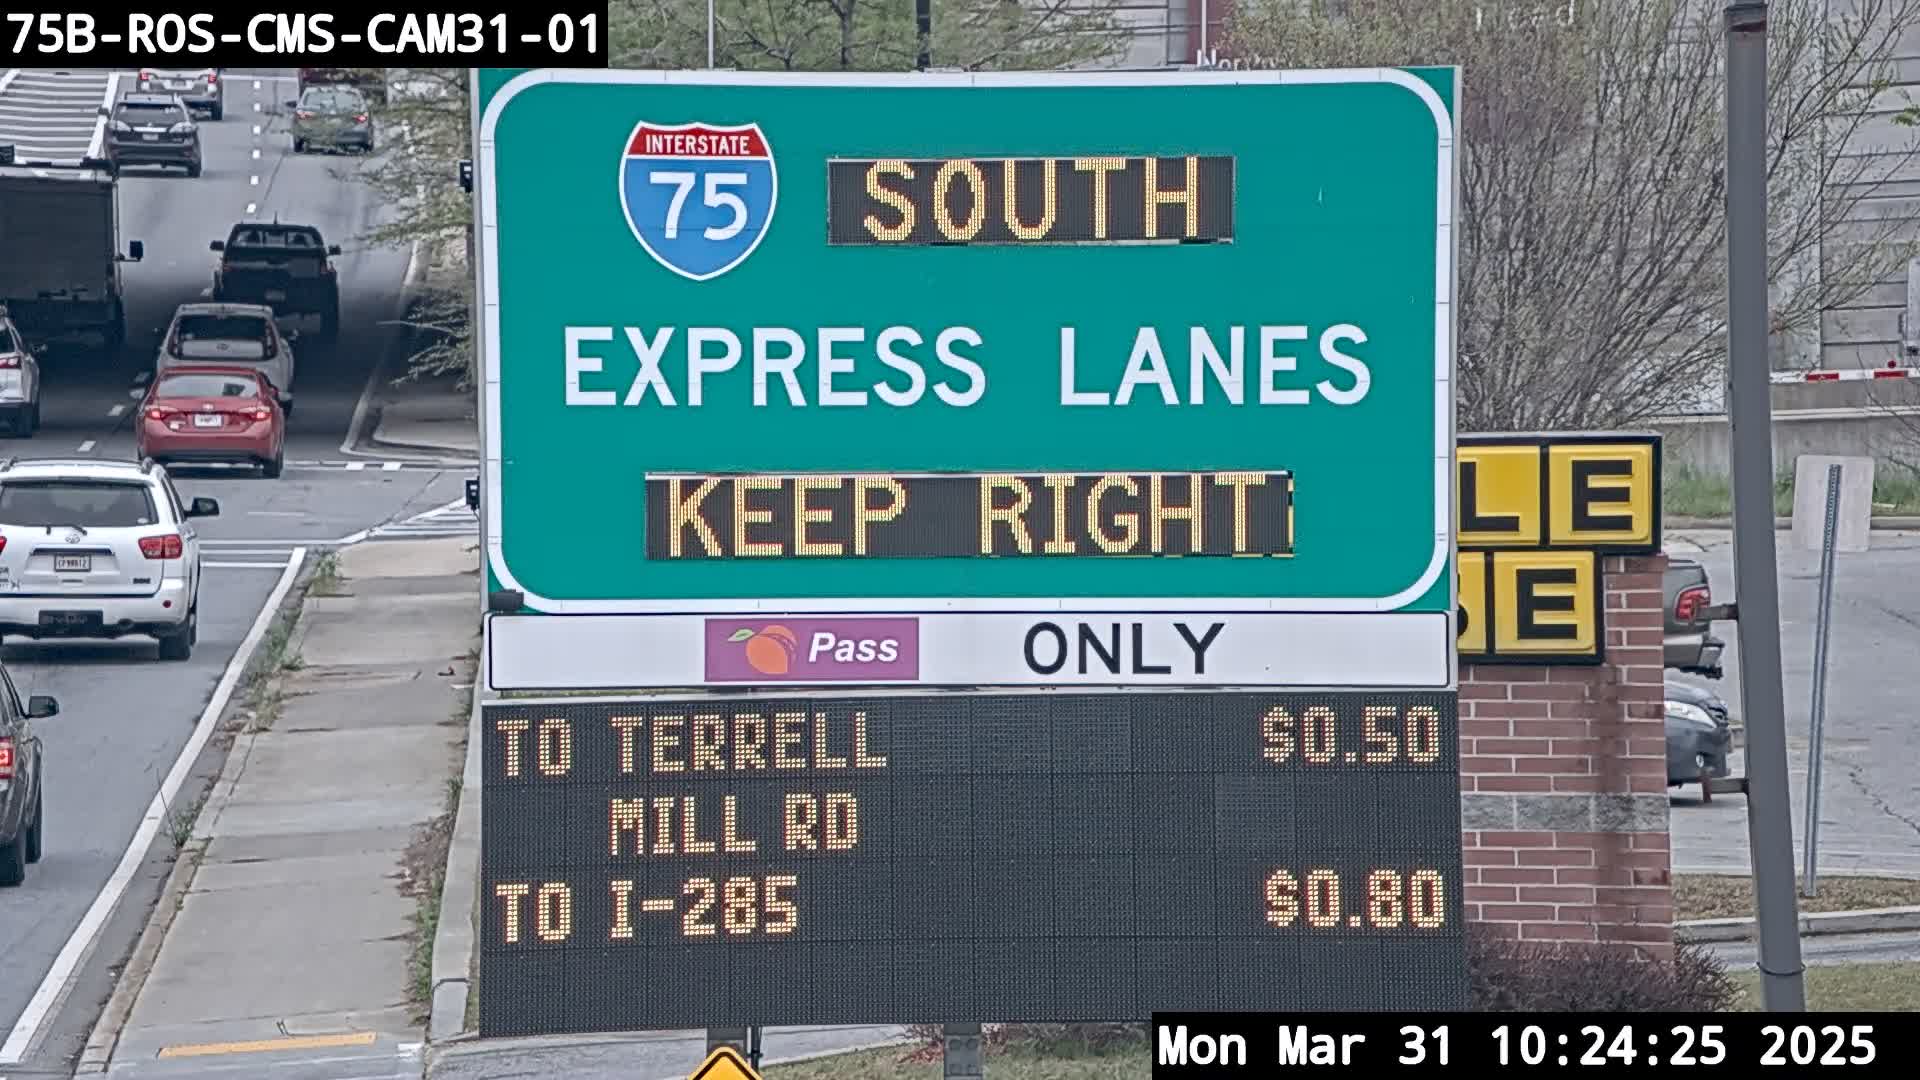 75B-ROS-CMS-CAM31-01
INTERSTATE
75
SOUTH
EXPRESS LANES
KEEP RIGHT
Pass ONLY
TO TERRELL $0.50
MILL RD
TO I-285 $0.80
LE
E
Mon Mar 31 10:24:25 2025